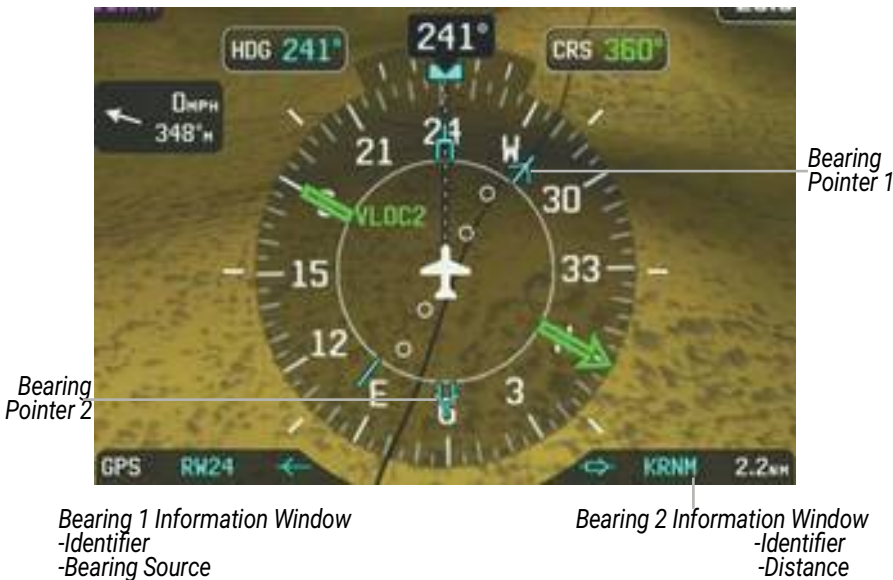 HDG 241°
241°
CRS 360°
0MPH
348°M
21
24
W
30
S
VLOC2
15
33
12
E
6
3
Bearing
Pointer 1
Bearing
Pointer 2
GPS RW24
KRNM 2.2NM
Bearing 1 Information Window
-Identifier
-Bearing Source
Bearing 2 Information Window
-Identifier
-Distance